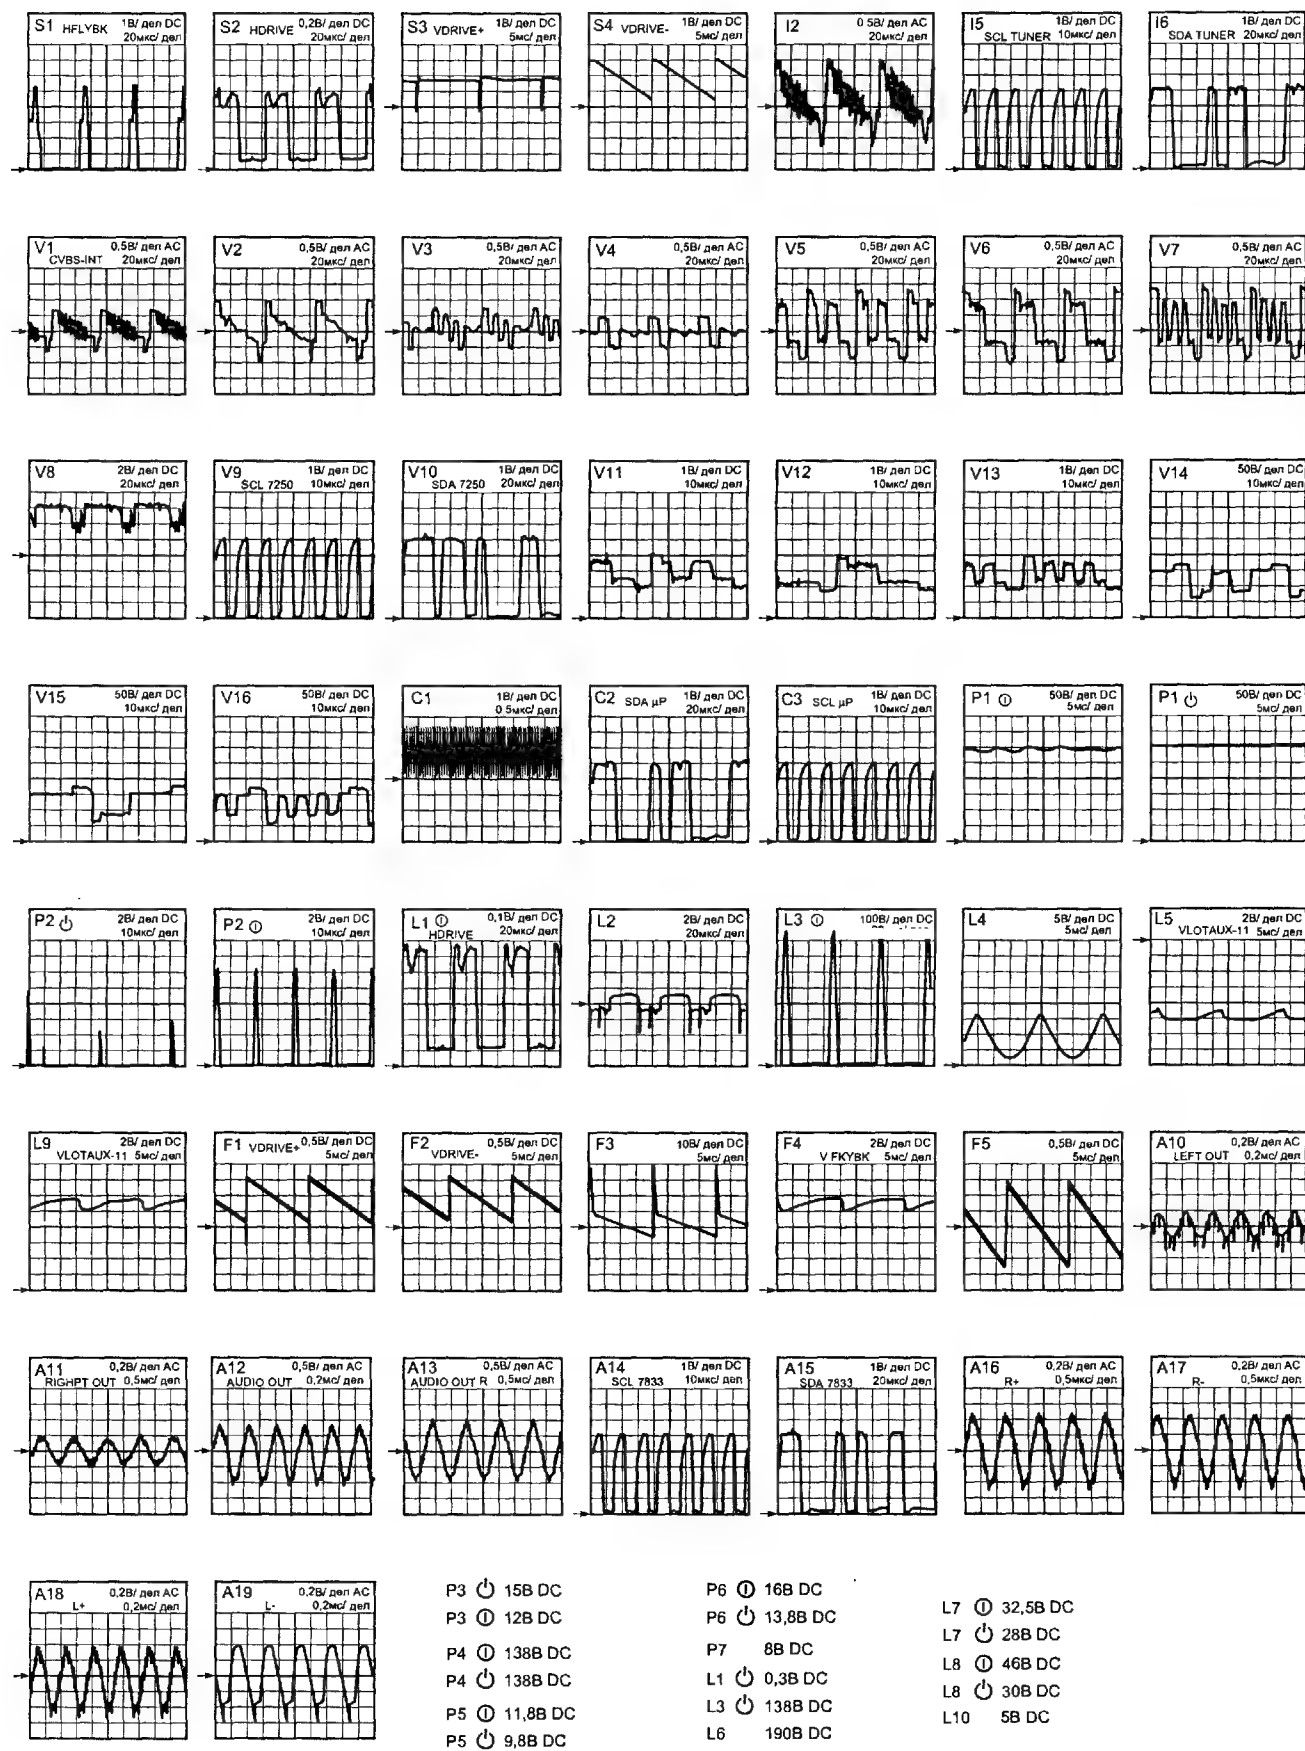 S1 HFLYBK 1В/ дел DC
20мкс/ дел
S2 HDRIVE 0,2В/ дел DC
20мкс/ дел
S3 VDRIVE+ 1В/ дел DC
5мс/ дел
S4 VDRIVE- 1В/ дел DC
5мс/ дел
I2 0 5В/ дел AC
20мкс/ дел
I5 1В/ дел DC
SCL TUNER 10мкс/ дел
I6 1В/ дел DC
SDA TUNER 20мкс/ дел
V1 0,5В/ дел AC
CVBS-INT 20мкс/ дел
V2 0,5В/ дел AC
20мкс/ дел
V3 0,5В/ дел AC
20мкс/ дел
V4 0,5В/ дел AC
20мкс/ дел
V5 0,5В/ дел AC
20мкс/ дел
V6 0,5В/ дел AC
20мкс/ дел
V7 0,5В/ дел AC
20мкс/ дел
V8 2В/ дел DC
20мкс/ дел
V9 1В/ дел DC
SCL 7250 10мкс/ дел
V10 1В/ дел DC
SDA 7250 20мкс/ дел
V11 1В/ дел DC
10мкс/ дел
V12 1В/ дел DC
10мкс/ дел
V13 1В/ дел DC
10мкс/ дел
V14 50В/ дел DC
10мкс/ дел
V15 50В/ дел DC
10мкс/ дел
V16 50В/ дел DC
10мкс/ дел
C1 1В/ дел DC
0 5мкс/ дел
C2 SDA µP 1В/ дел DC
20мкс/ дел
C3 SCL µP 1В/ дел DC
10мкс/ дел
P1 50В/ дел DC
5мс/ дел
P1 50В/ дел DC
5мс/ дел
P2 2В/ дел DC
10мкс/ дел
P2 2В/ дел DC
10мкс/ дел
L1 0,1В/ дел DC
HDRIVE 20мкс/ дел
L2 2В/ дел DC
20мкс/ дел
L3 100В/ дел DC
L4 5В/ дел DC
5мс/ дел
L5 2В/ дел DC
VLOTAUX-11 5мс/ дел
L9 2В/ дел DC
VLOTAUX-11 5мс/ дел
F1 VDRIVE+ 0,5В/ дел DC
5мс/ дел
F2 0,5В/ дел DC
VDRIVE- 5мс/ дел
F3 10В/ дел DC
5мс/ дел
F4 2В/ дел DC
V FKYBK 5мс/ дел
F5 0,5В/ дел DC
5мс/ дел
A10 0,2В/ дел AC
LEFT OUT 0,2мс/ дел
A11 0,2В/ дел AC
RIGHPT OUT 0,5мс/ дел
A12 0,5В/ дел AC
AUDIO OUT 0,2мс/ дел
A13 0,5В/ дел AC
AUDIO OUT R 0,5мс/ дел
A14 1В/ дел DC
SCL 7833 10мкс/ дел
A15 1В/ дел DC
SDA 7833 20мкс/ дел
A16 0,2В/ дел AC
R+ 0,5мкс/ дел
A17 0,2В/ дел AC
R- 0,5мкс/ дел
A18 0,2В/ дел AC
L+ 0,2мс/ дел
A19 0,2В/ дел AC
L- 0,2мс/ дел
P3 15В DC
P3 12В DC
P4 138В DC
P4 138В DC
P5 11,8В DC
P5 9,8В DC
P6 16В DC
P6 13,8В DC
P7 8В DC
L1 0,3В DC
L3 138В DC
L6 190В DC
L7 32,5В DC
L7 28В DC
L8 46В DC
L8 30В DC
L10 5В DC